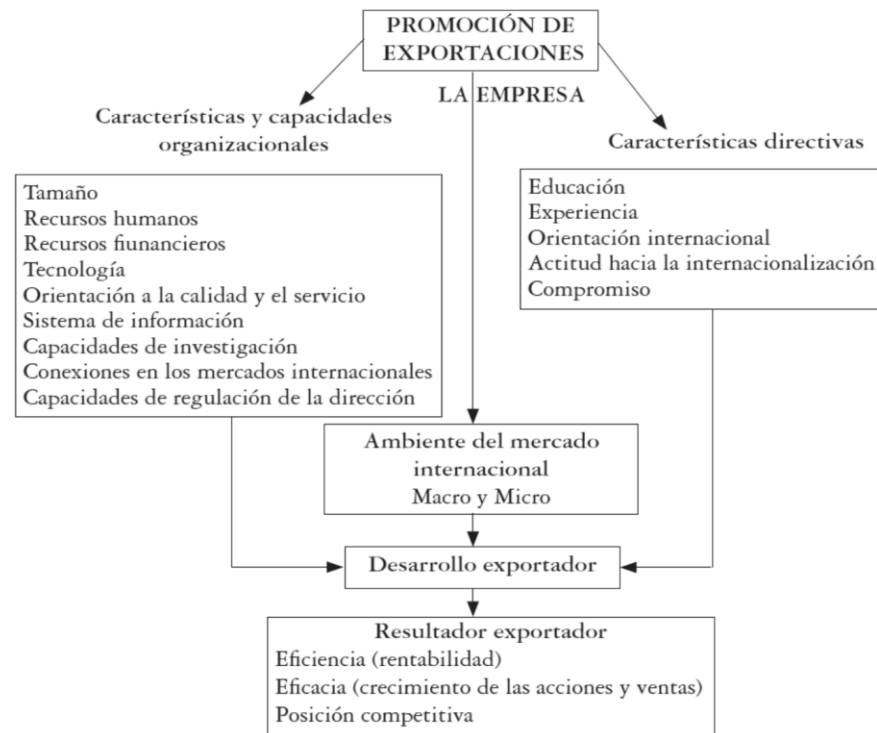 PROMOCIÓN DE
EXPORTACIONES
LA EMPRESA
Características y capacidades
organizacionales
Características directivas
Tamaño
Recursos humanos
Recursos fiunancieros
Tecnología
Orientación a la calidad y el servicio
Sistema de información
Capacidades de investigación
Conexiones en los mercados internacionales
Capacidades de regulación de la dirección
Educación
Experiencia
Orientación internacional
Actitud hacia la internacionalización
Compromiso
Ambiente del mercado
internacional
Macro y Micro
Desarrollo exportador
Resultador exportador
Eficiencia (rentabilidad)
Eficacia (crecimiento de las acciones y ventas)
Posición competitiva